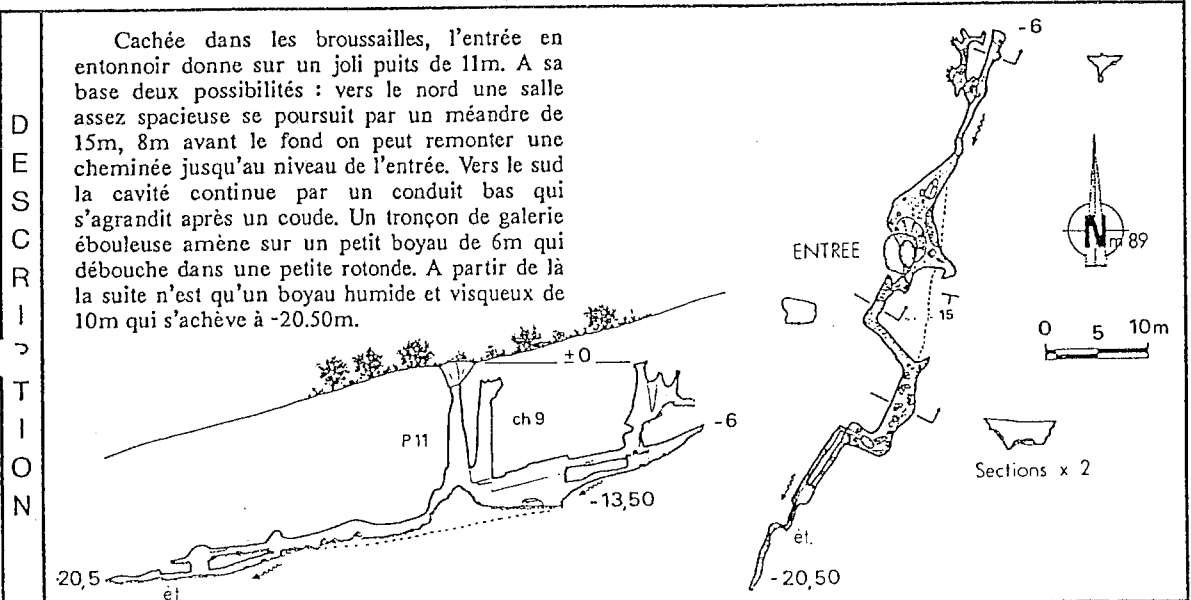 DESCRIPTION
Cachée dans les broussailles, l'entrée en
entonnoir donne sur un joli puits de 11m. A sa
base deux possibilités : vers le nord une salle
assez spacieuse se poursuit par un méandre de
15m, 8m avant le fond on peut remonter une
cheminée jusqu'au niveau de l'entrée. Vers le sud
la cavité continue par un conduit bas qui
s'agrandit après un coude. Un tronçon de galerie
ébouleuse amène sur un petit boyau de 6m qui
débouche dans une petite rotonde. A partir de là
la suite n'est qu'un boyau humide et visqueux de
10m qui s'achève à -20.50m.
±0
P 11
ch 9
-6
-13,50
-20,5
ét
-6
ENTREE
N
m 89
15
0 5 10m
Sections x 2
ét.
-20,50